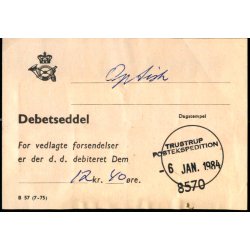 Optik
Dagstempel
Debetseddel
For vedlagte forsendelser
er der d. d. debiteret Dem
12 kr. 40 øre.
TRUSTRUP
POSTEKSPEDITION
- 6 JAN. 1984
8570
B 57 (7-75)